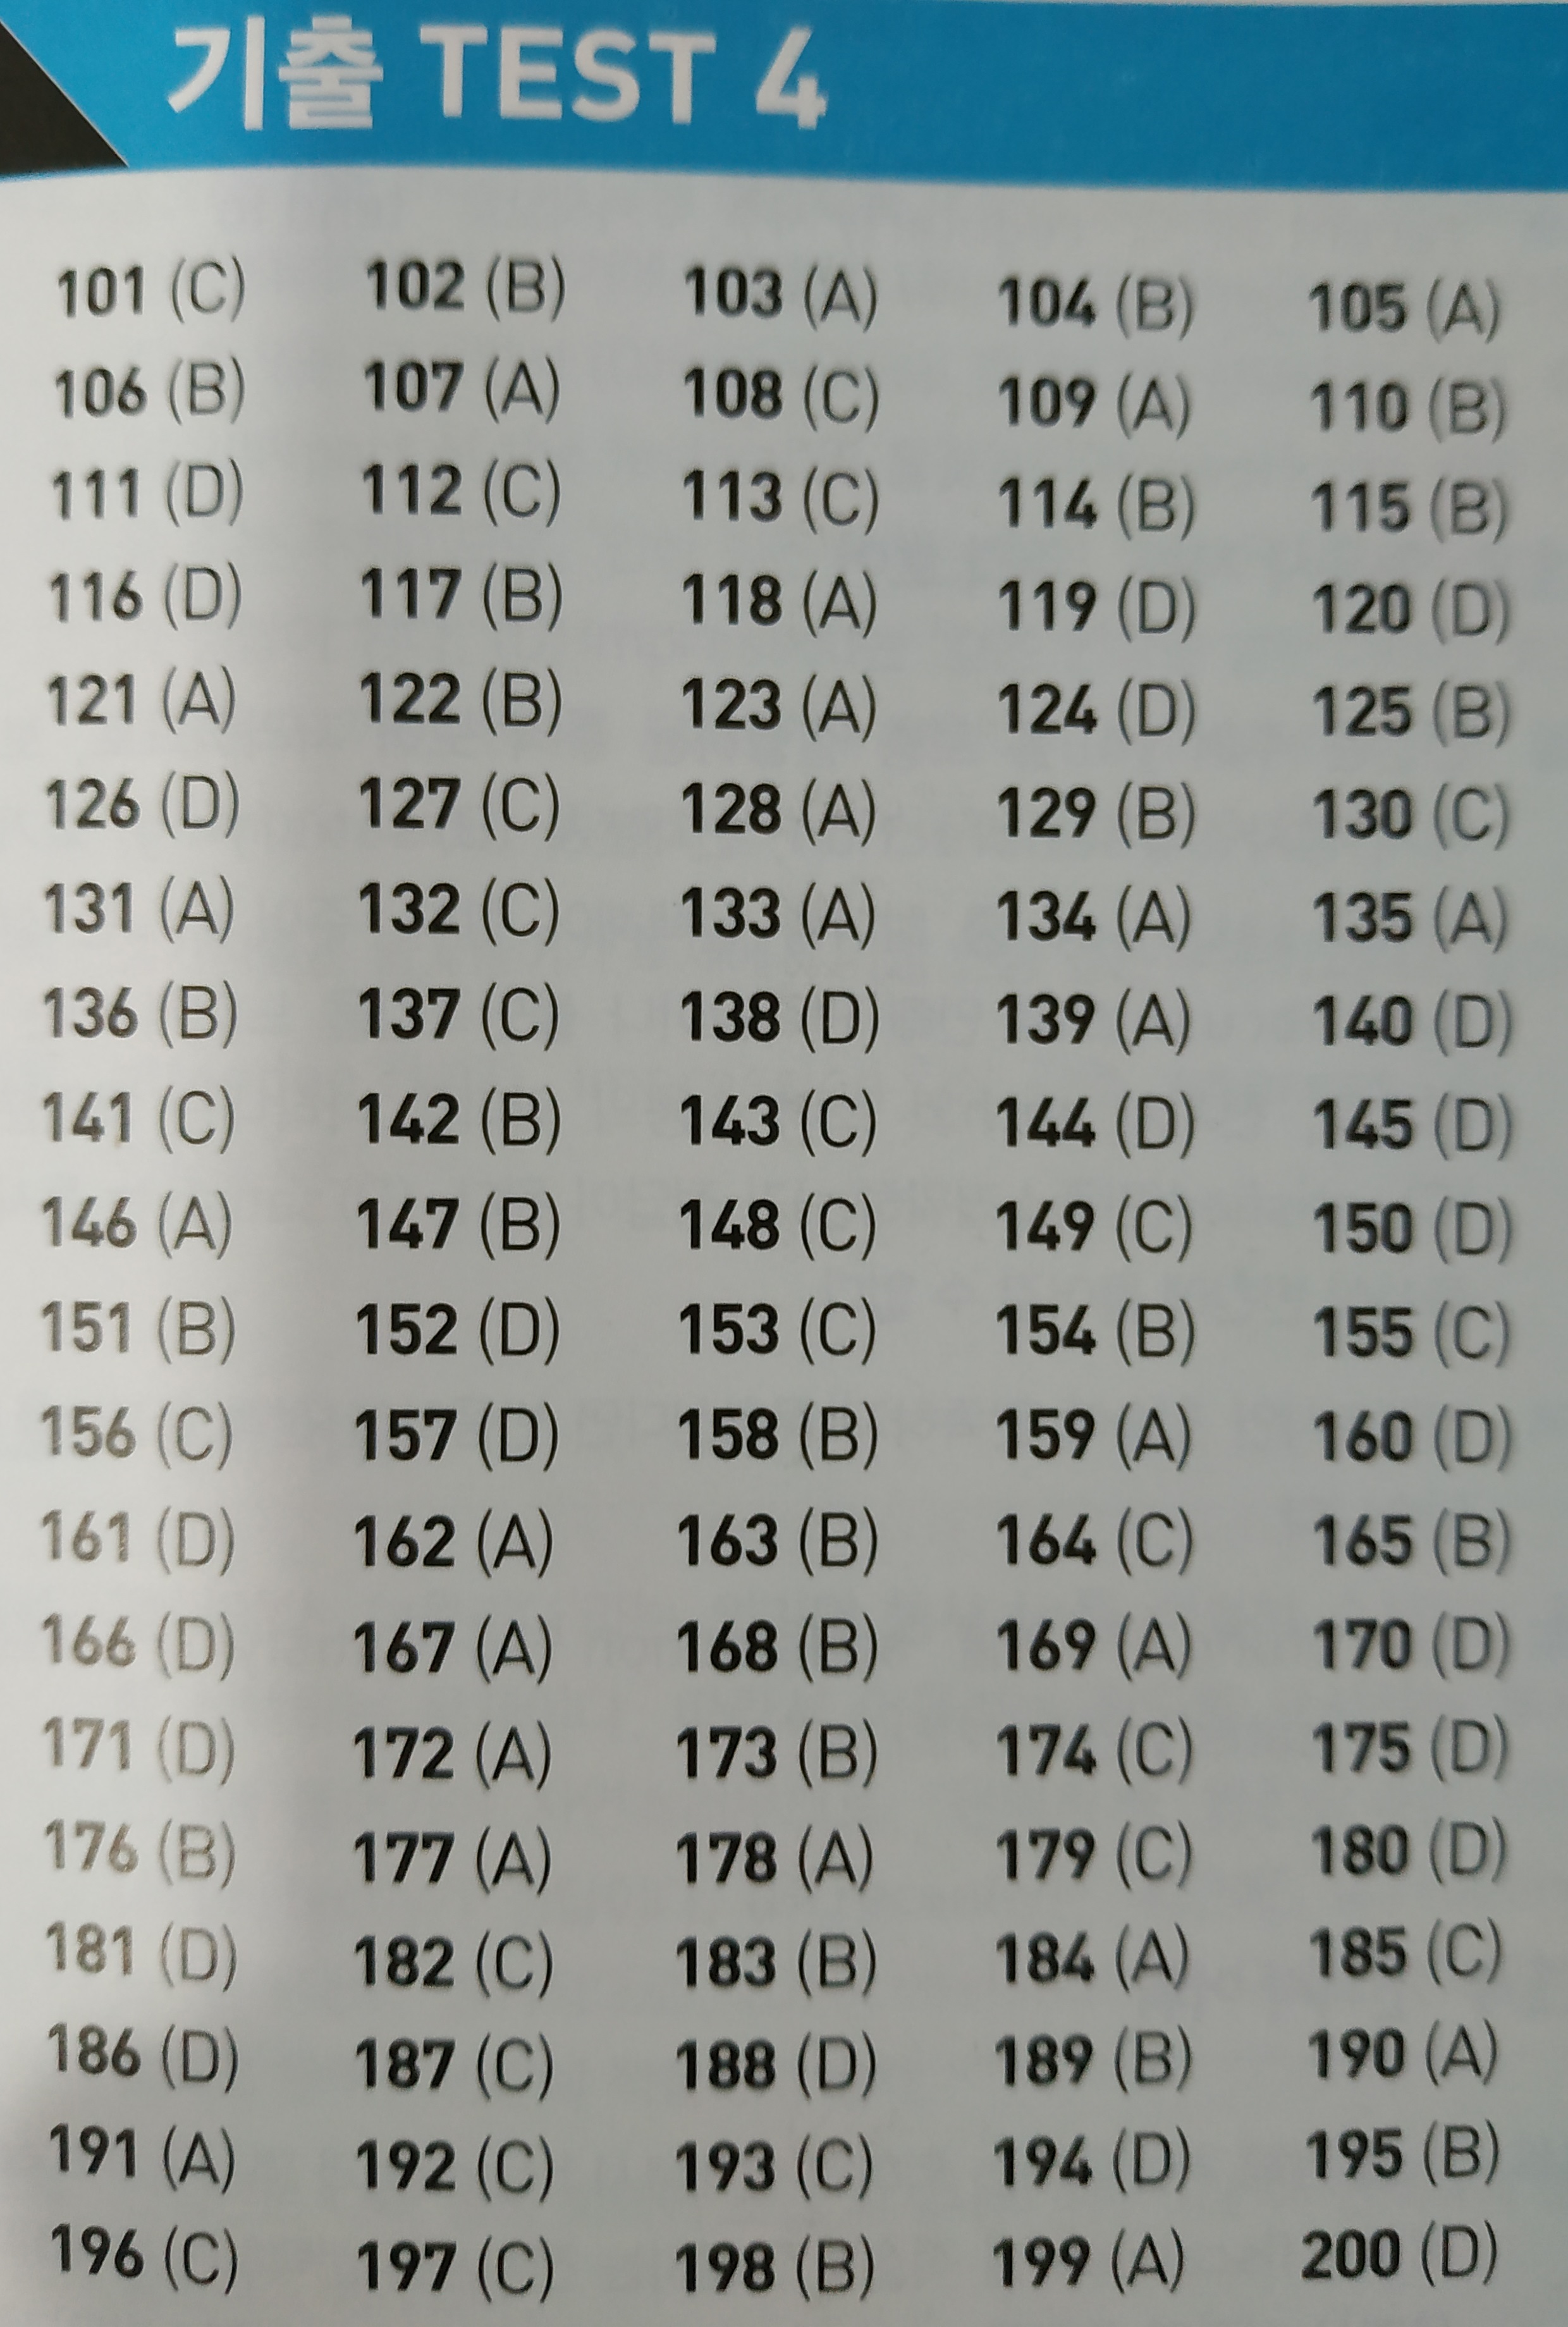 기출 TEST 4
101 (C) 102 (B) 103 (A) 104 (B) 105 (A)
106 (B) 107 (A) 108 (C) 109 (A) 110 (B)
111 (D) 112 (C) 113 (C) 114 (B) 115 (B)
116 (D) 117 (B) 118 (A) 119 (D) 120 (D)
121 (A) 122 (B) 123 (A) 124 (D) 125 (B)
126 (D) 127 (C) 128 (A) 129 (B) 130 (C)
131 (A) 132 (C) 133 (A) 134 (A) 135 (A)
136 (B) 137 (C) 138 (D) 139 (A) 140 (D)
141 (C) 142 (B) 143 (C) 144 (D) 145 (D)
146 (A) 147 (B) 148 (C) 149 (C) 150 (D)
151 (B) 152 (D) 153 (C) 154 (B) 155 (C)
156 (C) 157 (D) 158 (B) 159 (A) 160 (D)
161 (D) 162 (A) 163 (B) 164 (C) 165 (B)
166 (D) 167 (A) 168 (B) 169 (A) 170 (D)
171 (D) 172 (A) 173 (B) 174 (C) 175 (D)
176 (B) 177 (A) 178 (A) 179 (C) 180 (D)
181 (D) 182 (C) 183 (B) 184 (A) 185 (C)
186 (D) 187 (C) 188 (D) 189 (B) 190 (A)
191 (A) 192 (C) 193 (C) 194 (D) 195 (B)
196 (C) 197 (C) 198 (B) 199 (A) 200 (D)